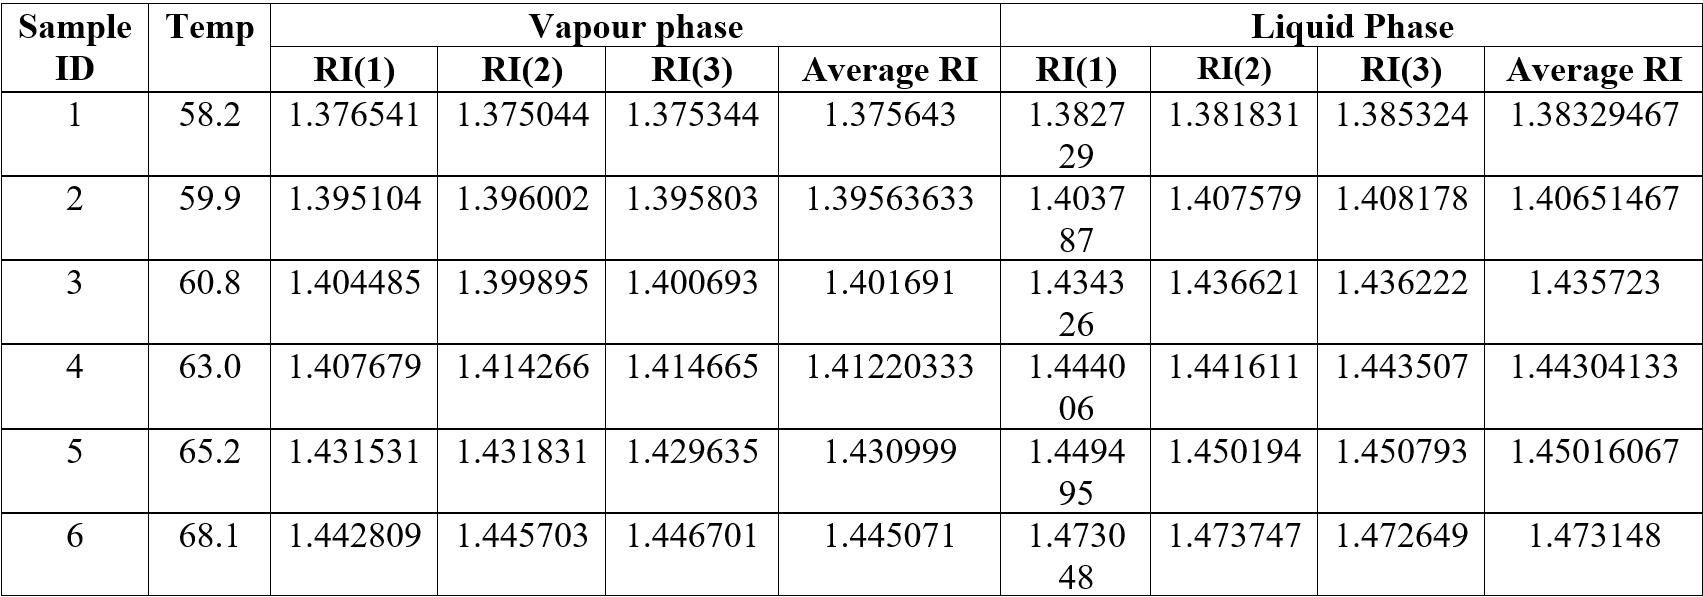 Sample ID Temp Vapour phase Liquid Phase
RI(1) RI(2) RI(3) Average RI RI(1) RI(2) RI(3) Average RI
1 58.2 1.376541 1.375044 1.375344 1.375643 1.382729 1.381831 1.385324 1.38329467
2 59.9 1.395104 1.396002 1.395803 1.39563633 1.403787 1.407579 1.408178 1.40651467
3 60.8 1.404485 1.399895 1.400693 1.401691 1.434326 1.436621 1.436222 1.435723
4 63.0 1.407679 1.414266 1.414665 1.41220333 1.444006 1.441611 1.443507 1.44304133
5 65.2 1.431531 1.431831 1.429635 1.430999 1.449495 1.450194 1.450793 1.45016067
6 68.1 1.442809 1.445703 1.446701 1.445071 1.473048 1.473747 1.472649 1.473148